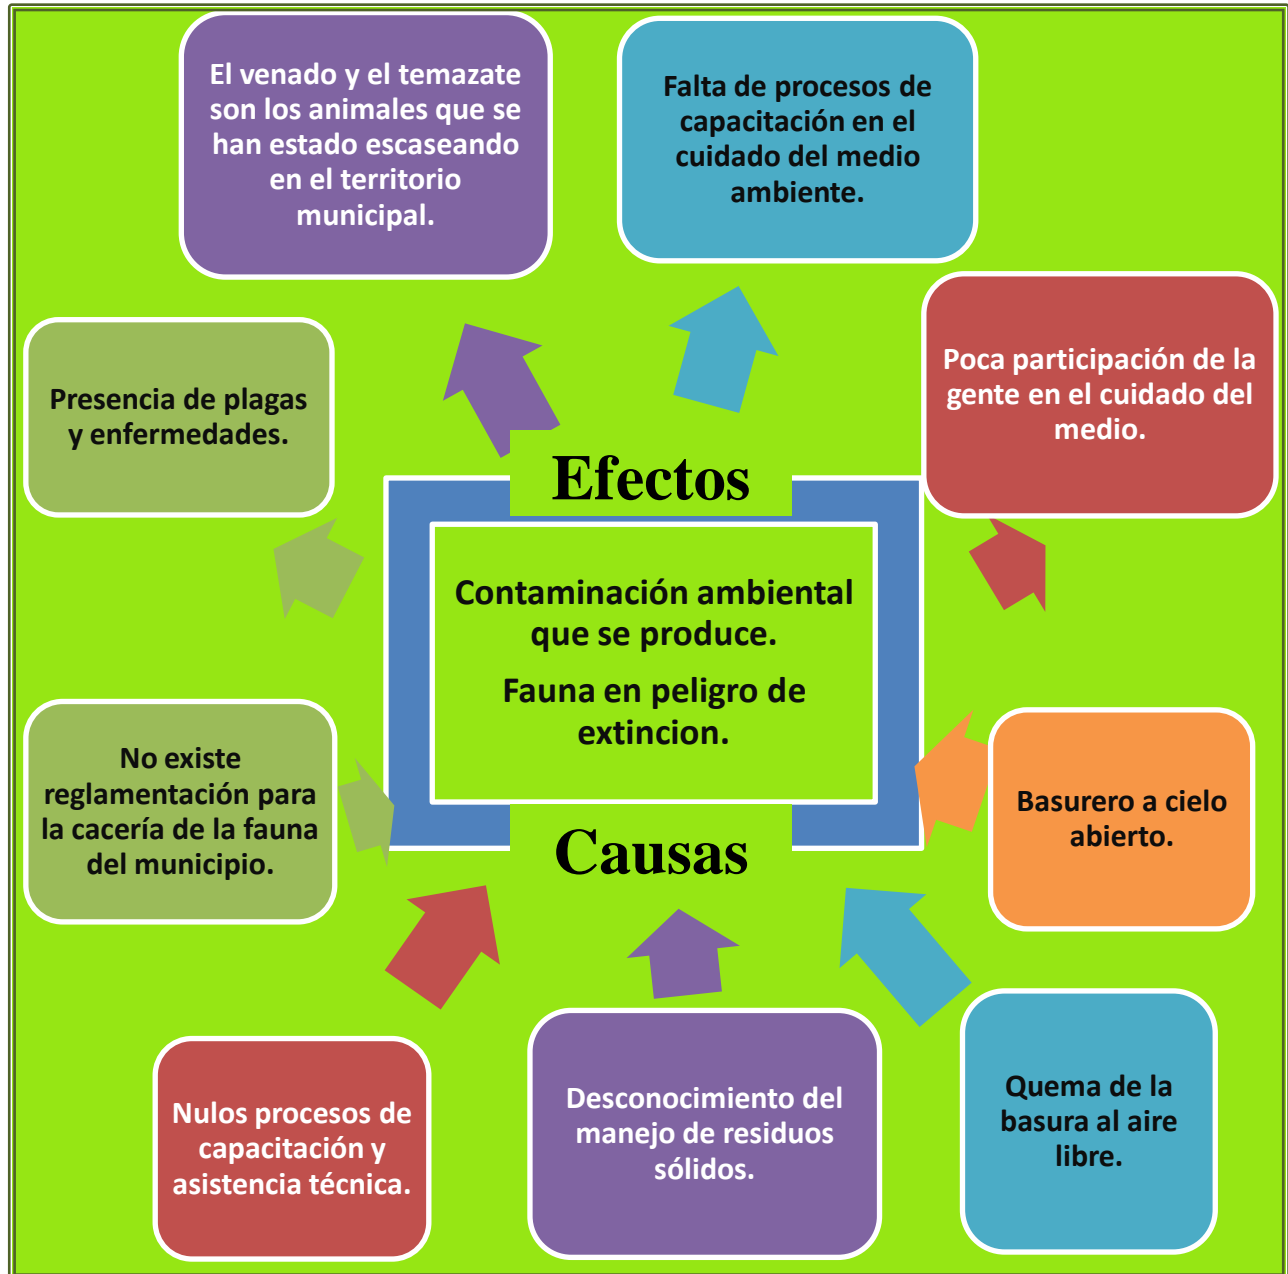 El venado y el temazate
son los animales que se
han estado escaseando
en el territorio
municipal.
Falta de procesos de
capacitación en el
cuidado del medio
ambiente.
Presencia de plagas
y enfermedades.
Poca participación de la
gente en el cuidado del
medio.
Efectos
Contaminación ambiental
que se produce.
Fauna en peligro de
extincion.
Causas
No existe
reglamentación para
la cacería de la fauna
del municipio.
Basurero a cielo
abierto.
Nulos procesos de
capacitación y
asistencia técnica.
Desconocimiento del
manejo de residuos
sólidos.
Quema de la
basura al aire
libre.